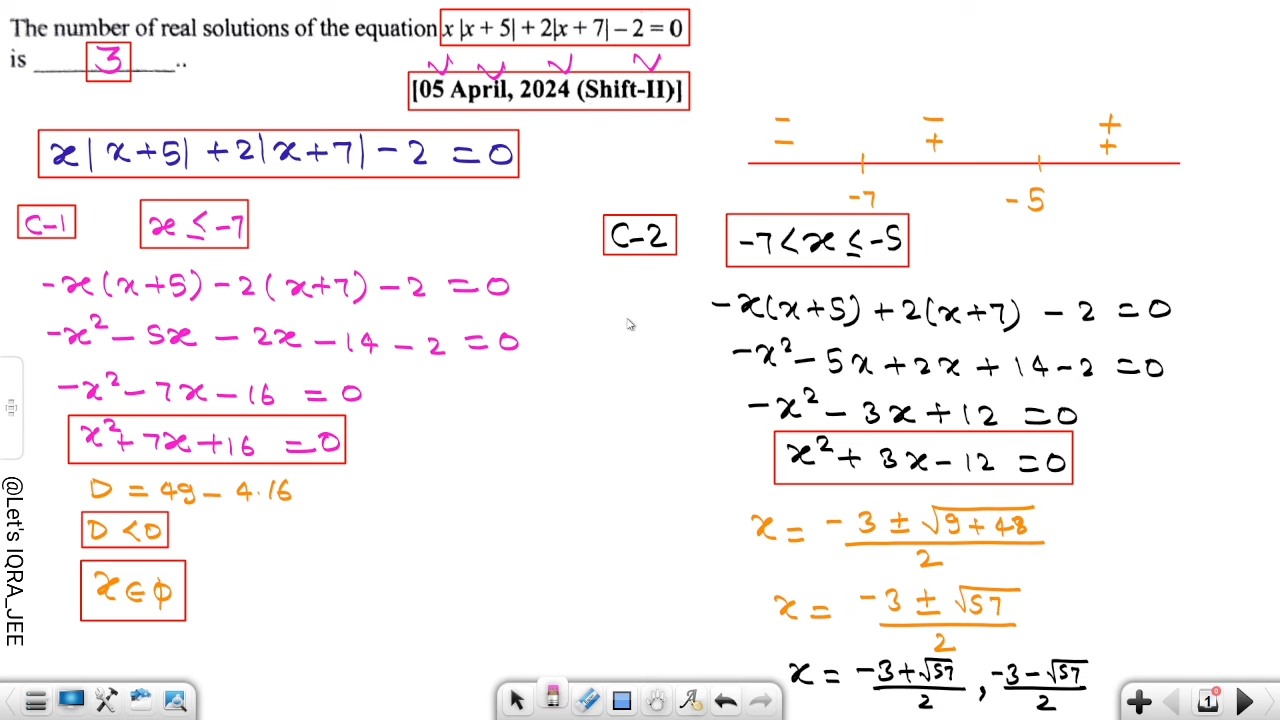 The number of real solutions of the equation x |x + 5| + 2|x + 7| – 2 = 0
is ____3____..
[05 April, 2024 (Shift-II)]
x|x+5| +2|x+7| -2 = 0
- - +
- + +
-7 -5
C-1 x ≤ -7
-x(x+5) -2(x+7) -2 = 0
-x² - 5x - 2x - 14 - 2 = 0
-x² - 7x - 16 = 0
x² + 7x + 16 = 0
D = 49 - 4·16
D < 0
x ∈ ϕ
C-2 -7 < x ≤ -5
-x(x+5) + 2(x+7) - 2 = 0
-x² - 5x + 2x + 14 - 2 = 0
-x² - 3x + 12 = 0
x² + 3x - 12 = 0
x = (-3 ± √(9+48))/2
x = (-3 ± √57)/2
x = (-3+√57)/2 , (-3-√57)/2
@Let's IQRA_JEE
1